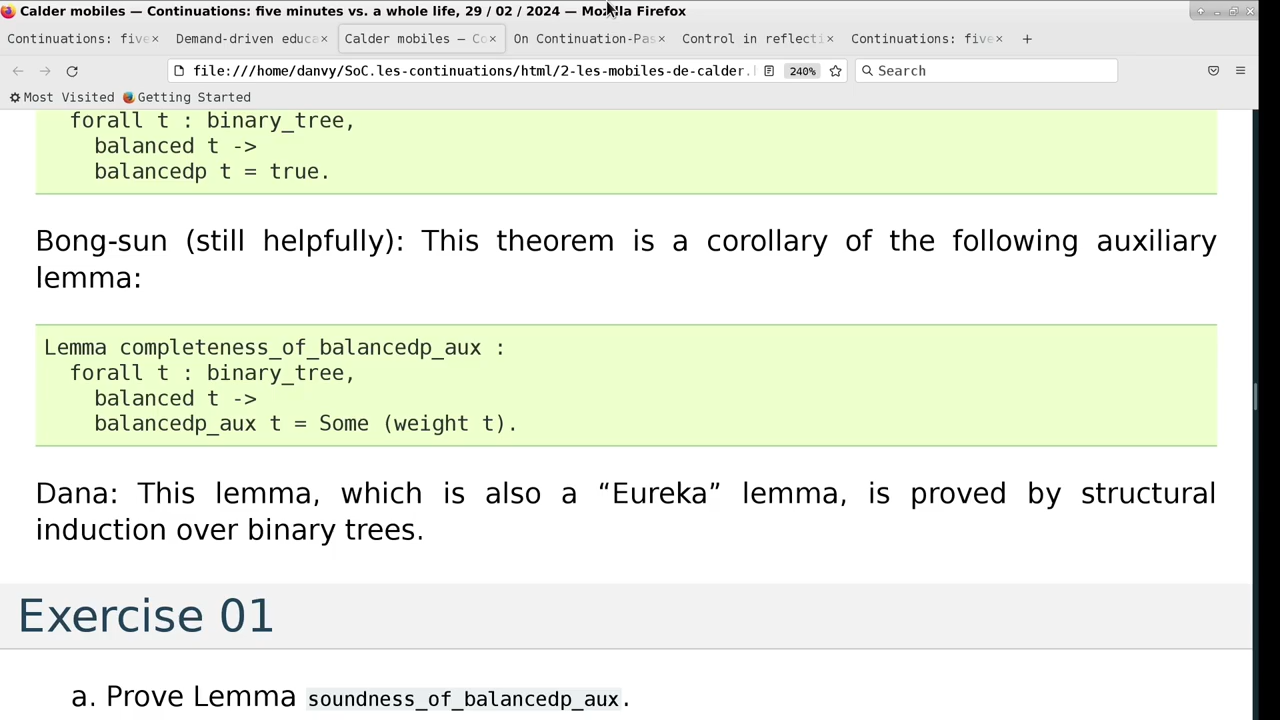 Calder mobiles — Continuations: five minutes vs. a whole life, 29 / 02 / 2024 — Mozilla Firefox
Continuations: five× Demand-driven educa× Calder mobiles — Co× On Continuation-Pas× Control in reflecti× Continuations: five× +
file:///home/danvy/SoC.les-continuations/html/2-les-mobiles-de-calder. 240% Search
Most Visited Getting Started
forall t : binary_tree,
balanced t ->
balancedp t = true.
Bong-sun (still helpfully): This theorem is a corollary of the following auxiliary
lemma:
Lemma completeness_of_balancedp_aux :
forall t : binary_tree,
balanced t ->
balancedp_aux t = Some (weight t).
Dana: This lemma, which is also a “Eureka” lemma, is proved by structural
induction over binary trees.
Exercise 01
a. Prove Lemma soundness_of_balancedp_aux.